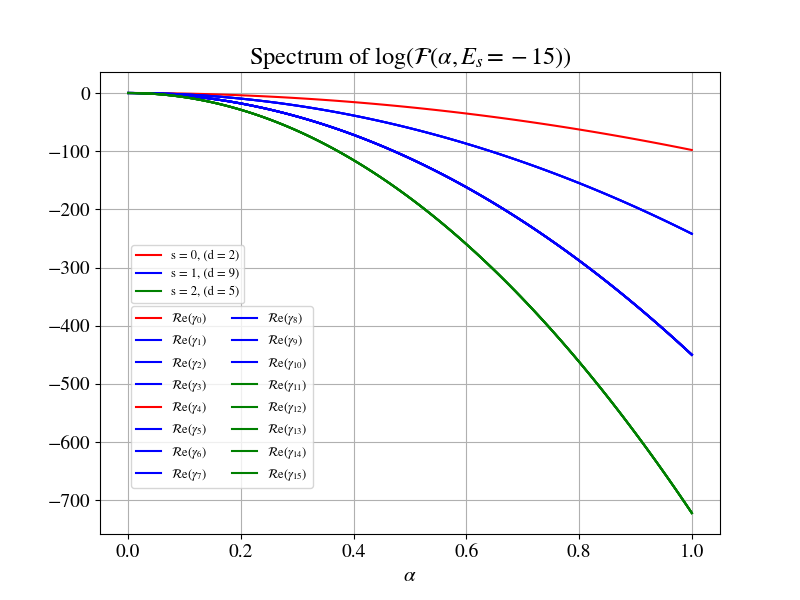 Spectrum of log(ℱ(α, E_s = −15))
0
−100
−200
−300
−400
−500
−600
−700
s = 0, (d = 2)
s = 1, (d = 9)
s = 2, (d = 5)
ℛe(γ₀)
ℛe(γ₁)
ℛe(γ₂)
ℛe(γ₃)
ℛe(γ₄)
ℛe(γ₅)
ℛe(γ₆)
ℛe(γ₇)
ℛe(γ₈)
ℛe(γ₉)
ℛe(γ₁₀)
ℛe(γ₁₁)
ℛe(γ₁₂)
ℛe(γ₁₃)
ℛe(γ₁₄)
ℛe(γ₁₅)
0.0 0.2 0.4 0.6 0.8 1.0
α